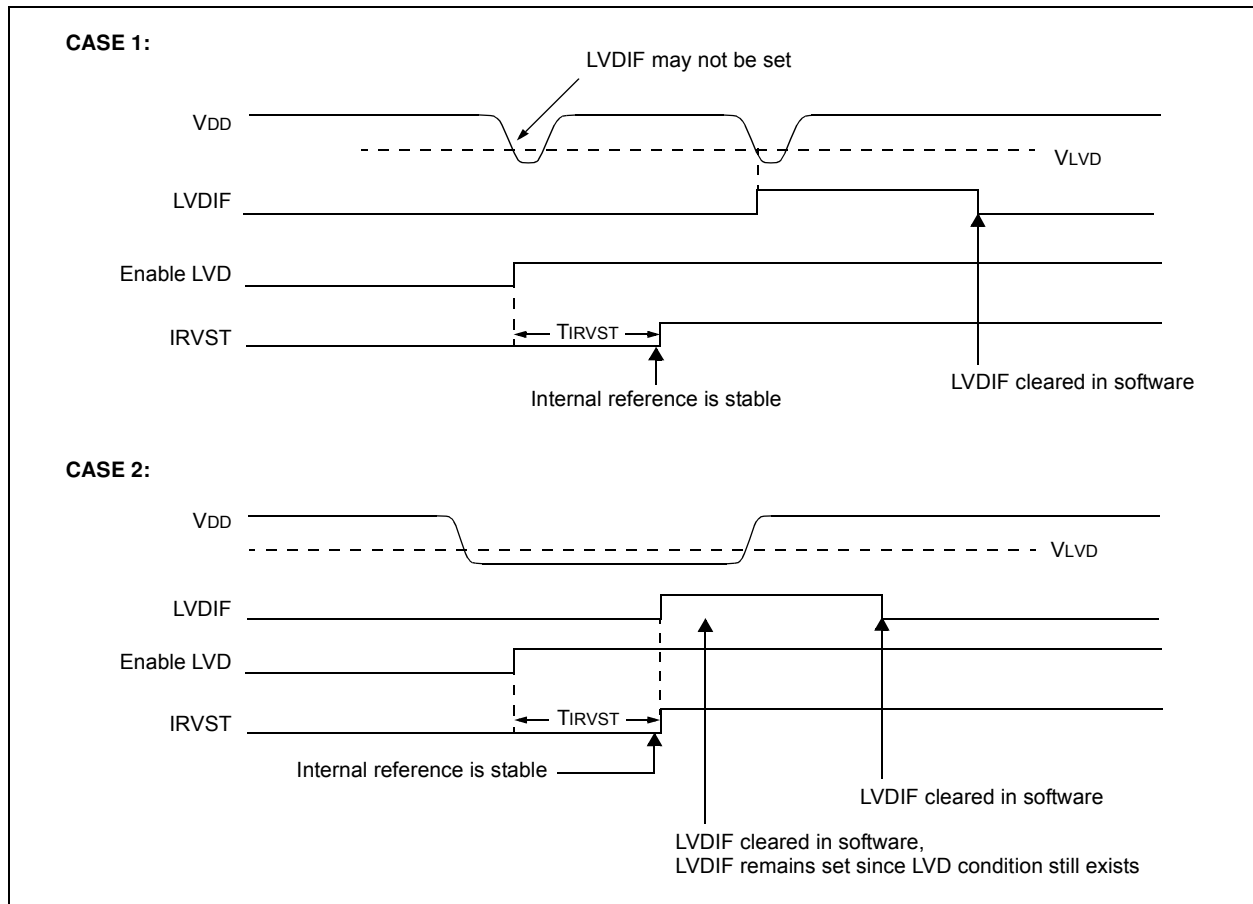 CASE 1:
LVDIF may not be set
VDD
VLVD
LVDIF
Enable LVD
TIRVST
IRVST
Internal reference is stable
LVDIF cleared in software
CASE 2:
VDD
VLVD
LVDIF
Enable LVD
TIRVST
IRVST
Internal reference is stable
LVDIF cleared in software
LVDIF cleared in software,
LVDIF remains set since LVD condition still exists